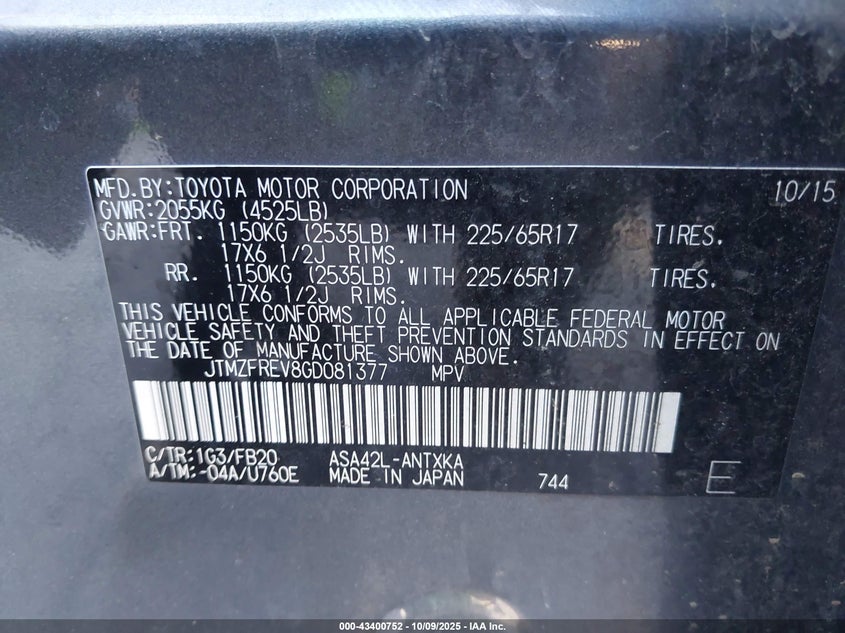 MFD.BY:TOYOTA MOTOR CORPORATION 10/15
GVWR:2055KG (4525LB)
GAWR:FRT. 1150KG (2535LB) WITH 225/65R17 TIRES.
17X6 1/2J RIMS.
RR. 1150KG (2535LB) WITH 225/65R17 TIRES.
17X6 1/2J RIMS.
THIS VEHICLE CONFORMS TO ALL APPLICABLE FEDERAL MOTOR
VEHICLE SAFETY AND THEFT PREVENTION STANDARDS IN EFFECT ON
THE DATE OF MANUFACTURE SHOWN ABOVE.
JTMZFREV8GD081377 MPV
C/TR:1G3/FB20 ASA42L-ANTXKA
A/TM:-04A/U760E MADE IN JAPAN 744 E
000-43400752 - 10/09/2025 - IAA Inc.